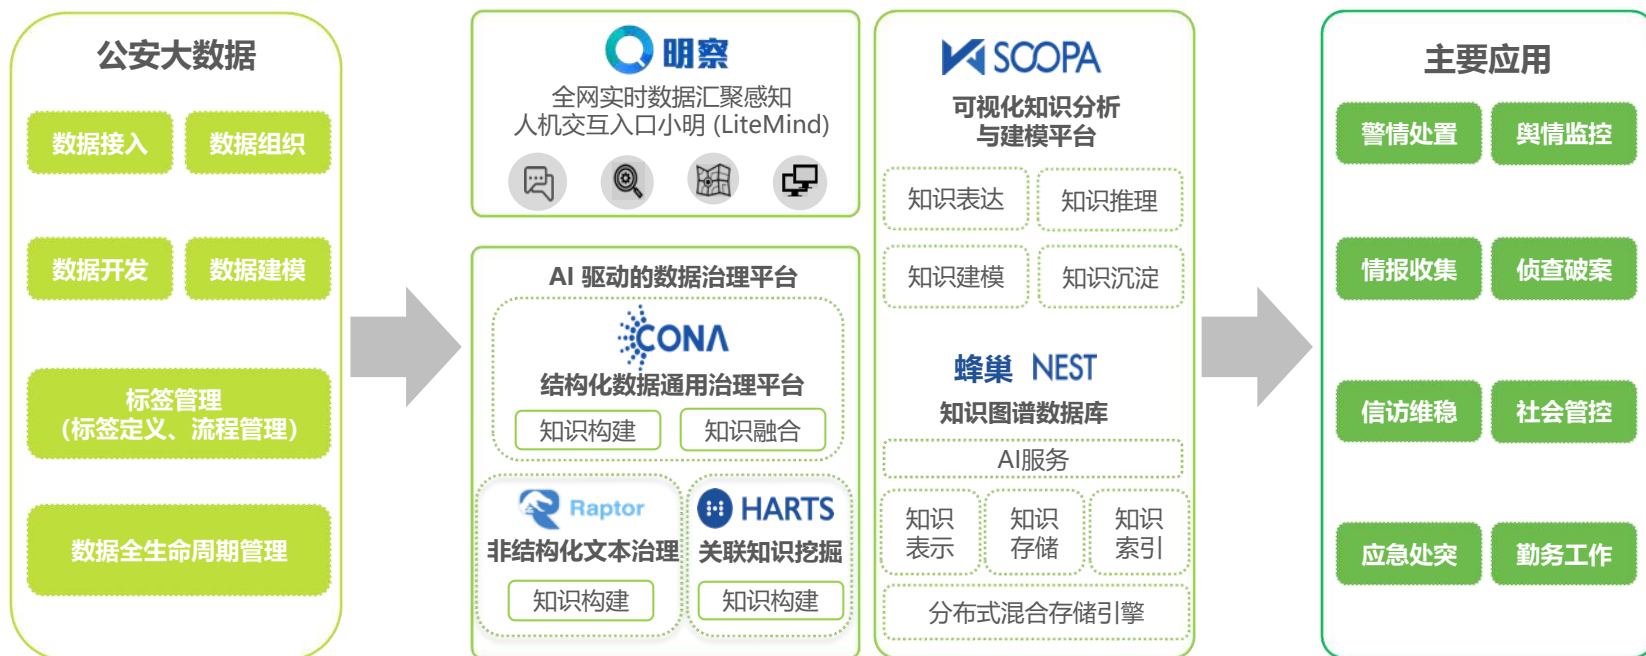 公安大数据
数据接入
数据组织
数据开发
数据建模
标签管理
（标签定义、流程管理）
数据全生命周期管理
明察
全网实时数据汇聚感知
人机交互入口小明 (LiteMind)
AI 驱动的数据治理平台
CONA
结构化数据通用治理平台
知识构建
知识融合
Raptor
非结构化文本治理
知识构建
HARTS
关联知识挖掘
知识构建
SCOPA
可视化知识分析
与建模平台
知识表达
知识推理
知识建模
知识沉淀
蜂巢 NEST
知识图谱数据库
AI服务
知识
表示
知识
存储
知识
索引
分布式混合存储引擎
主要应用
警情处置
舆情监控
情报收集
侦查破案
信访维稳
社会管控
应急处突
勤务工作